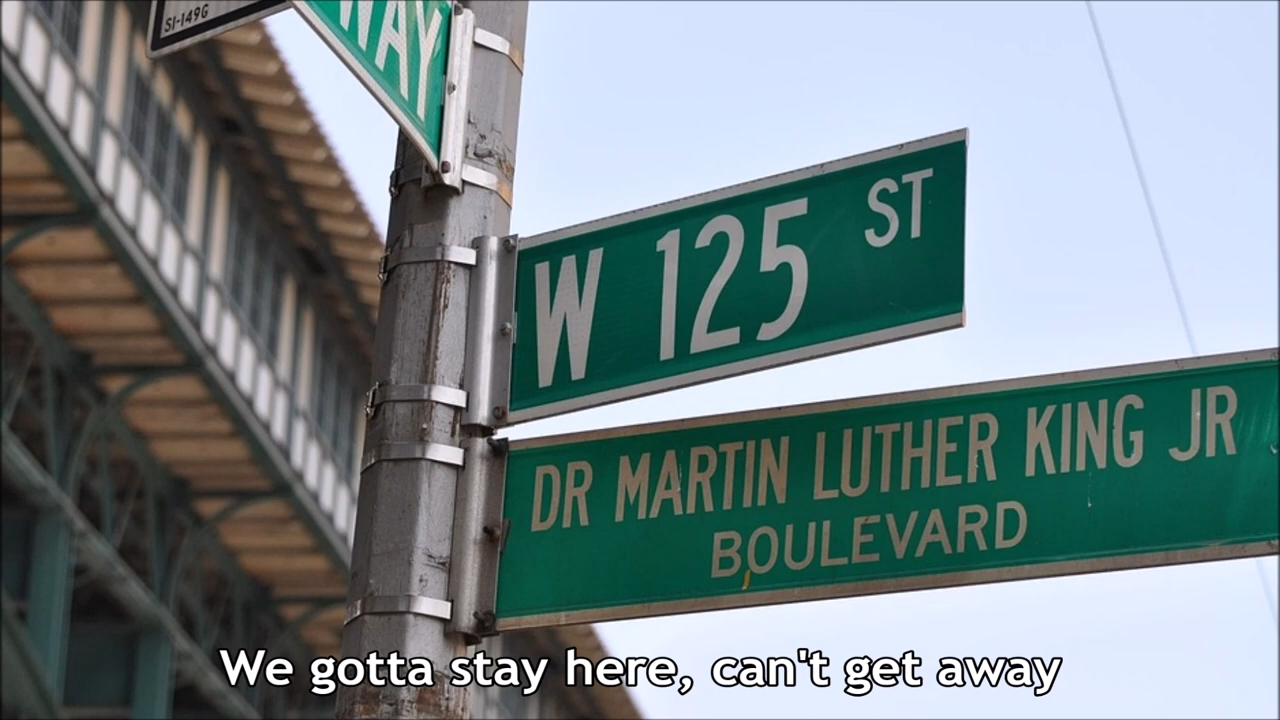 SI-149G
WAY
W 125 ST
DR MARTIN LUTHER KING JR
BOULEVARD
We gotta stay here, can't get away